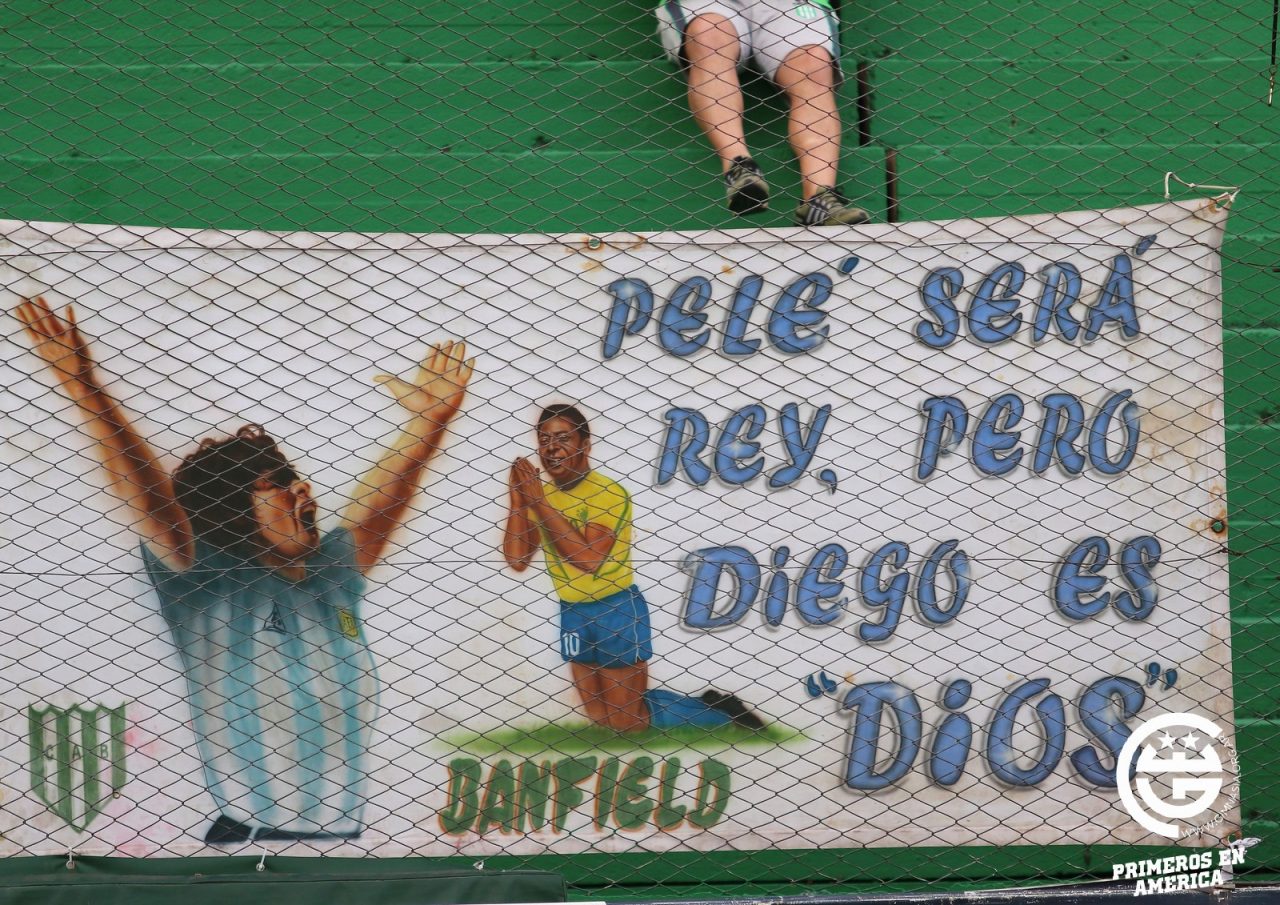 PELÉ SERÁ
REY, PERO
DIEGO ES
"DIOS"
10
CAB
BANFIELD
PRIMEROS EN
AMERICA